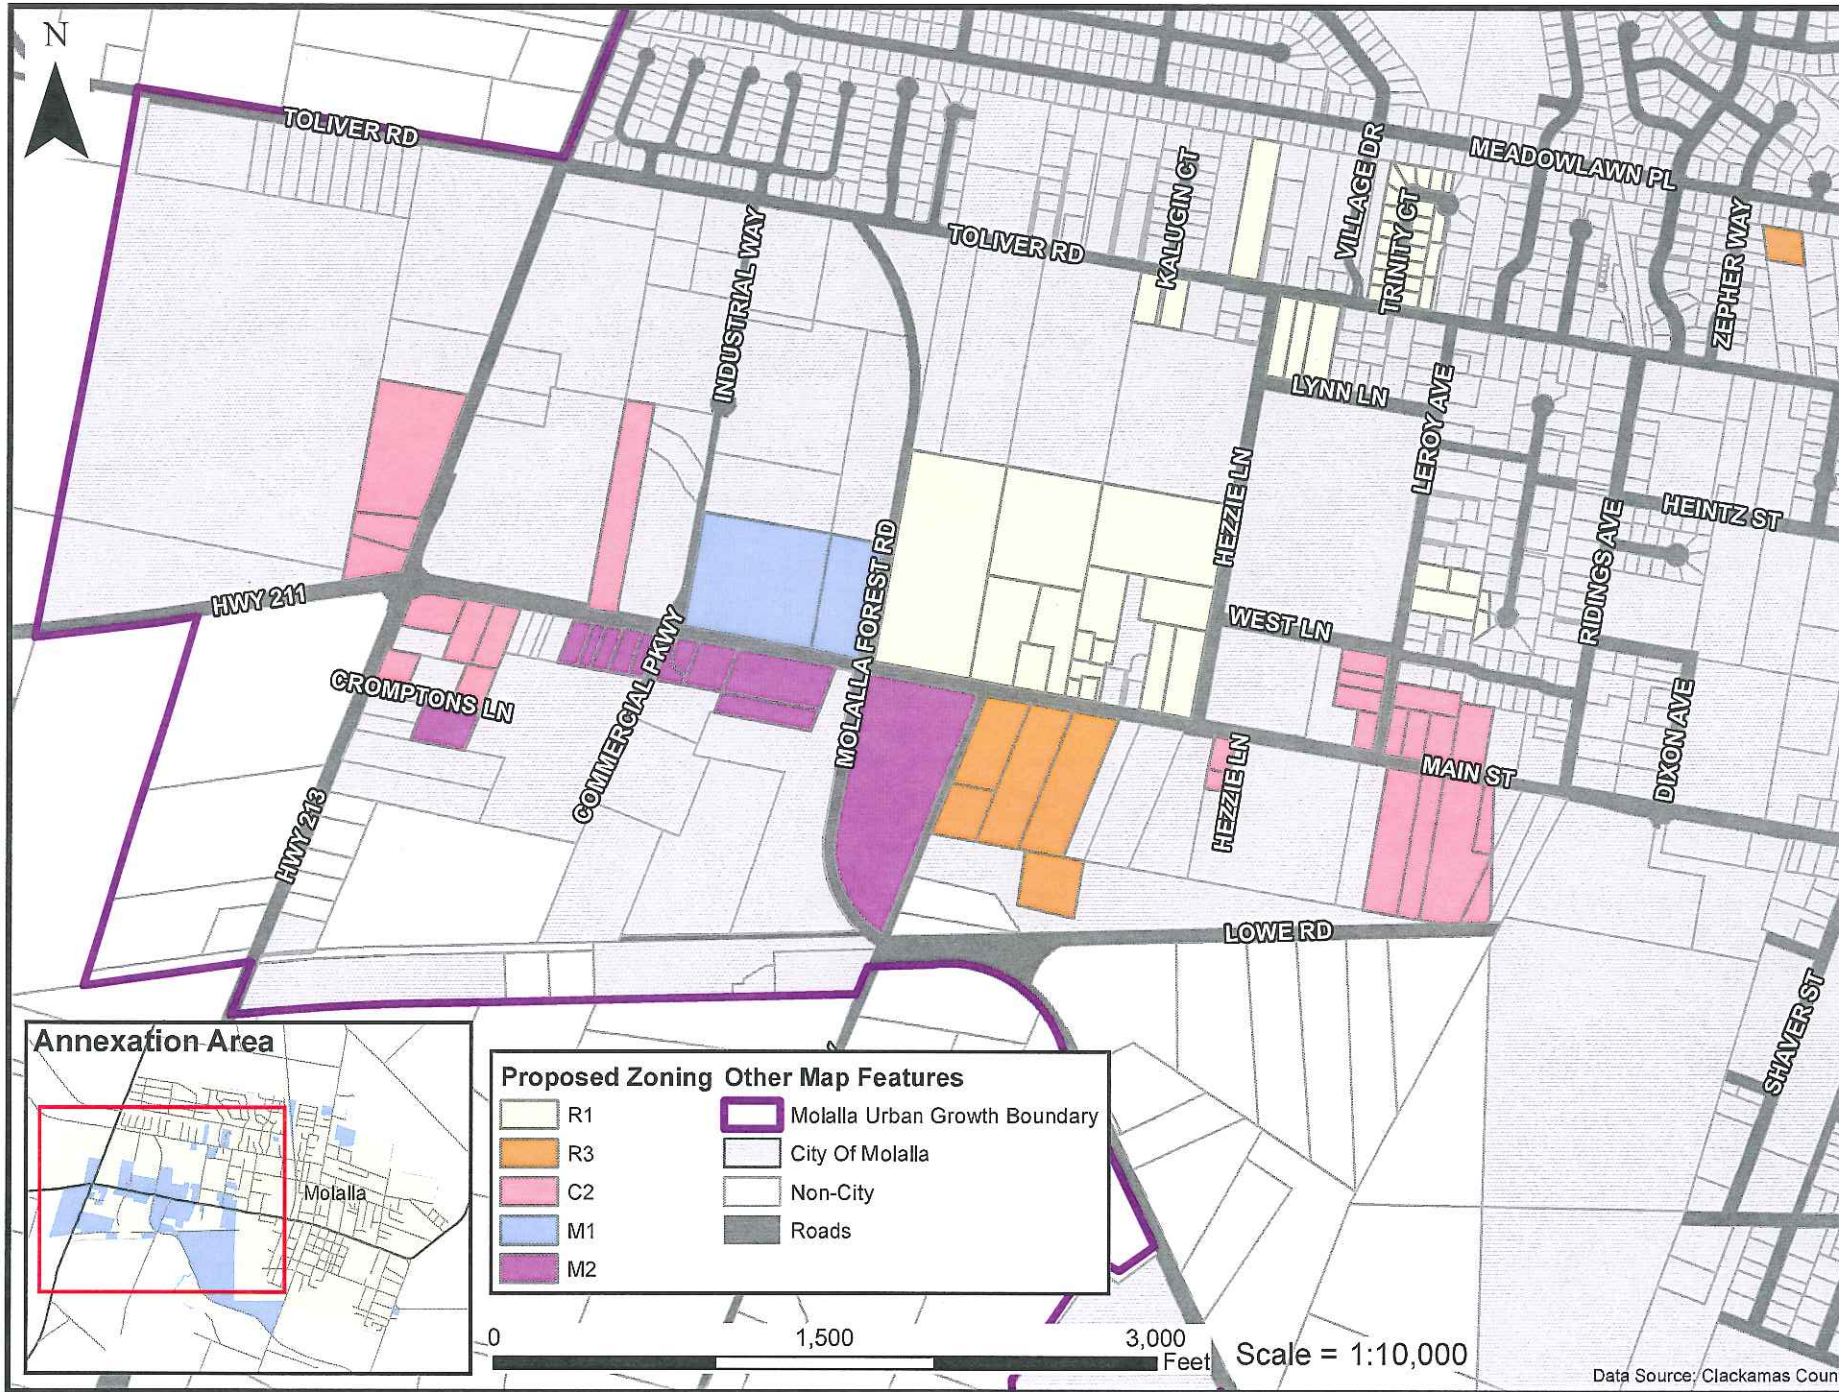 N
TOLIVER RD
MEADOWLAWN PL
VILLAGE DR
KALUGIN CT
TRINITY CT
ZEPHER WAY
INDUSTRIAL WAY
TOLIVER RD
LYNN LN
LEROY AVE
HEZZIE LN
HEINTZ ST
RIDINGS AVE
MOLALLA FOREST RD
HWY 211
WEST LN
COMMERCIAL PKWY
CROMPTONS LN
DIXON AVE
MAIN ST
HEZZIE LN
HWY 213
LOWE RD
SHAVER ST
Annexation Area
Molalla
Proposed Zoning
R1
R3
C2
M1
M2
Other Map Features
Molalla Urban Growth Boundary
City Of Molalla
Non-City
Roads
0 1,500 3,000
Feet
Scale = 1:10,000
Data Source: Clackamas Coun